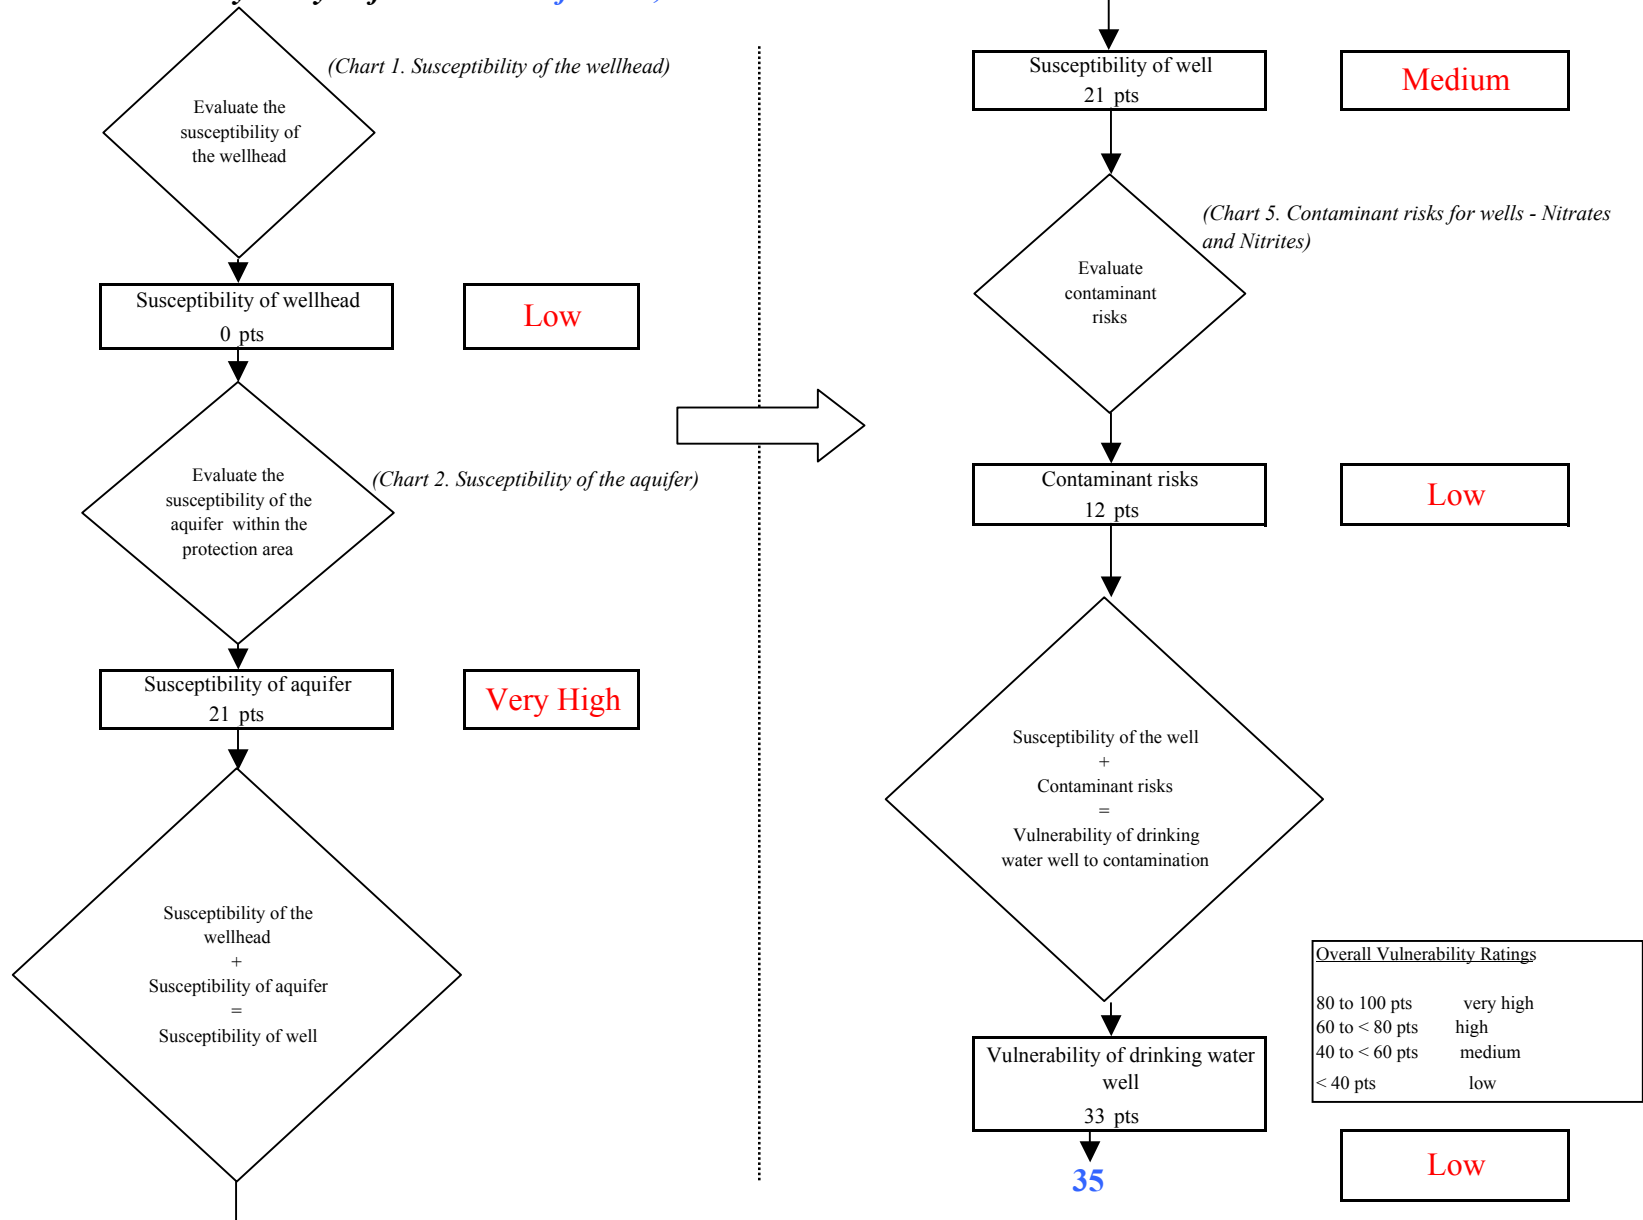 (Chart 1. Susceptibility of the wellhead)
Evaluate the
susceptibility of
the wellhead
Susceptibility of wellhead
0 pts
Low
(Chart 2. Susceptibility of the aquifer)
Evaluate the
susceptibility of the
aquifer within the
protection area
Susceptibility of aquifer
21 pts
Very High
Susceptibility of the
wellhead
+
Susceptibility of aquifer
=
Susceptibility of well
Susceptibility of well
21 pts
Medium
(Chart 5. Contaminant risks for wells - Nitrates
and Nitrites)
Evaluate
contaminant
risks
Contaminant risks
12 pts
Low
Susceptibility of the well
+
Contaminant risks
=
Vulnerability of drinking
water well to contamination
Overall Vulnerability Ratings
80 to 100 pts very high
60 to < 80 pts high
40 to < 60 pts medium
< 40 pts low
Vulnerability of drinking water
well
33 pts
35
Low